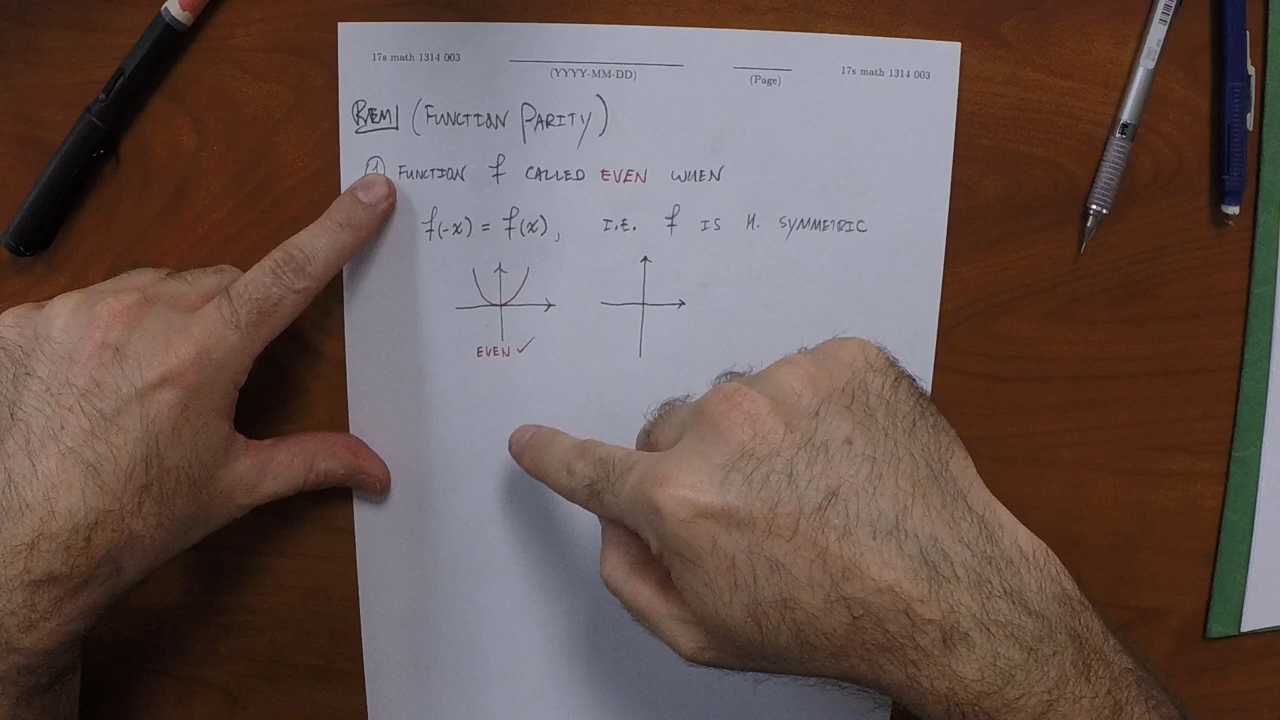 17s math 1314 003 (YYYY-MM-DD) (Page) 17s math 1314 003
REM (FUNCTION PARITY)
① FUNCTION f CALLED EVEN WHEN
f(-x) = f(x), I.E. f IS H. SYMMETRIC
EVEN ✓